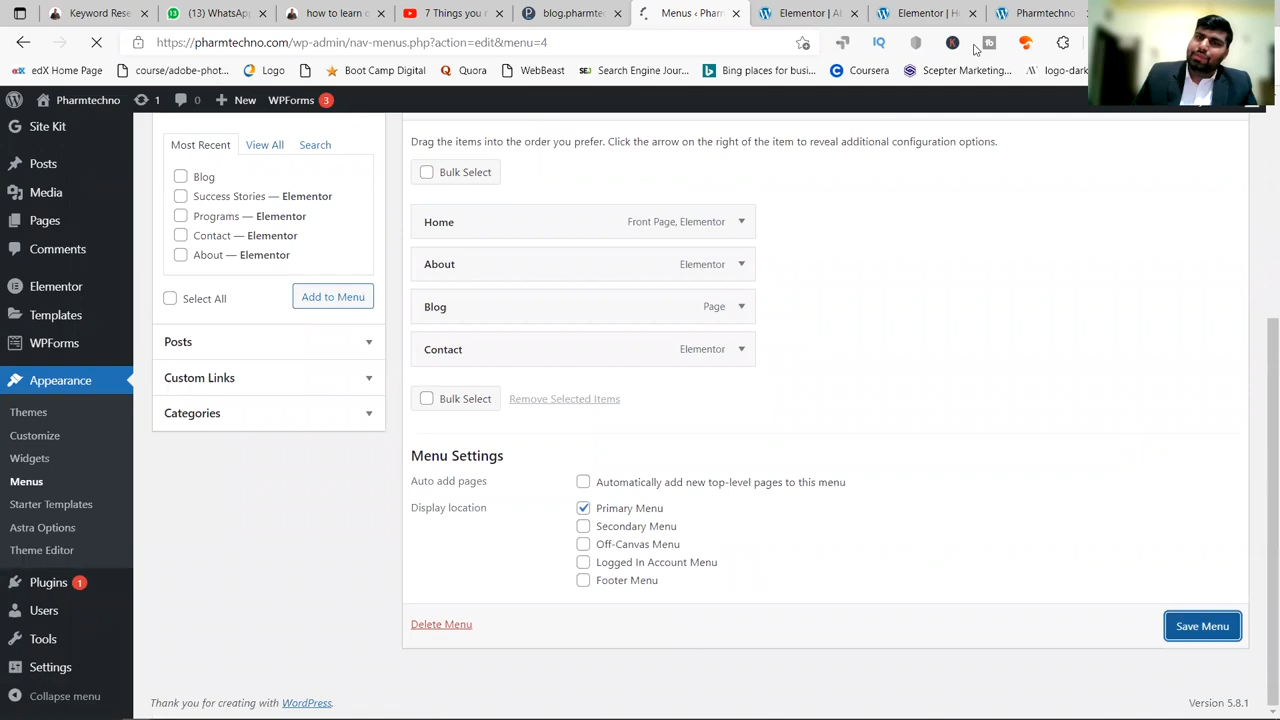 Keyword Rese
(13) WhatsApp
how to learn c
7 Things you n
blog.pharmtec
Menus ‹ Pharm
Elementor | Al
Elementor | H
Pharmtechno
https://pharmtechno.com/wp-admin/nav-menus.php?action=edit&menu=4
edX Home Page
course/adobe-phot...
Logo
Boot Camp Digital
Quora
WebBeast
Search Engine Journ...
Bing places for busi...
Coursera
Scepter Marketing...
logo-dark
Pharmtechno
1
0
New
WPForms 3
Site Kit
Posts
Media
Pages
Comments
Elementor
Templates
WPForms
Appearance
Themes
Customize
Widgets
Menus
Starter Templates
Astra Options
Theme Editor
Plugins 1
Users
Tools
Settings
Collapse menu
Most Recent
View All
Search
Blog
Success Stories — Elementor
Programs — Elementor
Contact — Elementor
About — Elementor
Select All
Add to Menu
Posts
Custom Links
Categories
Drag the items into the order you prefer. Click the arrow on the right of the item to reveal additional configuration options.
Bulk Select
Home Front Page, Elementor
About Elementor
Blog Page
Contact Elementor
Bulk Select
Remove Selected Items
Menu Settings
Auto add pages
Automatically add new top-level pages to this menu
Display location
Primary Menu
Secondary Menu
Off-Canvas Menu
Logged In Account Menu
Footer Menu
Delete Menu
Save Menu
Thank you for creating with WordPress.
Version 5.8.1